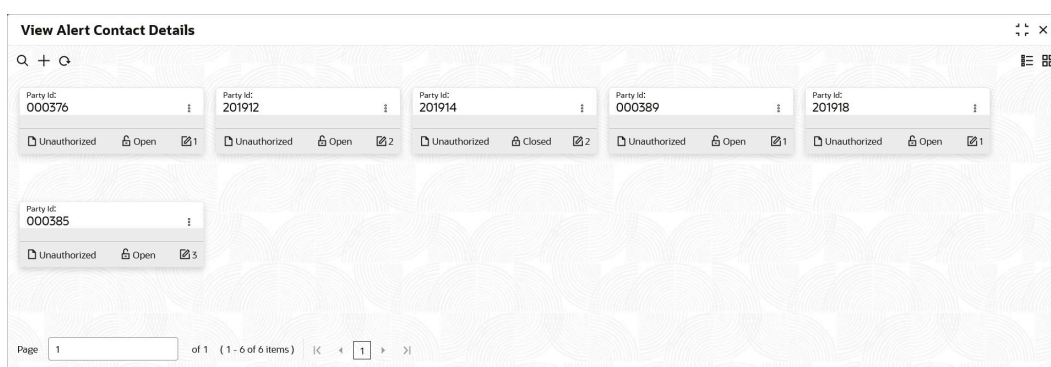 View Alert Contact Details
Party Id:
000376
Unauthorized Open 1
Party Id:
201912
Unauthorized Open 2
Party Id:
201914
Unauthorized Closed 2
Party Id:
000389
Unauthorized Open 1
Party Id:
201918
Unauthorized Open 1
Party Id:
000385
Unauthorized Open 3
Page 1 of 1 (1 - 6 of 6 items) 1